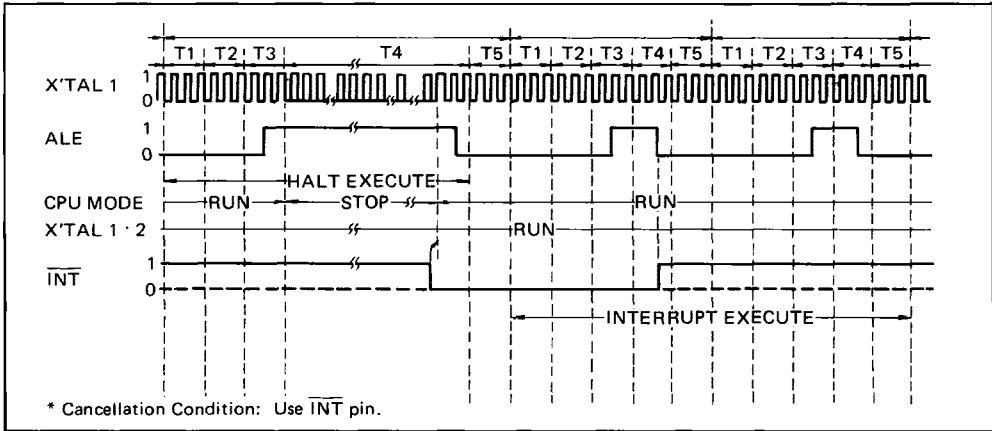 T1 T2 T3 T4 T5 T1 T2 T3 T4 T5 T1 T2 T3 T4 T5
X'TAL 1 1
0
ALE 1
0
HALT EXECUTE
CPU MODE RUN STOP RUN
X'TAL 1·2 RUN
I̅N̅T̅ 1
0
INTERRUPT EXECUTE
* Cancellation Condition: Use I̅N̅T̅ pin.